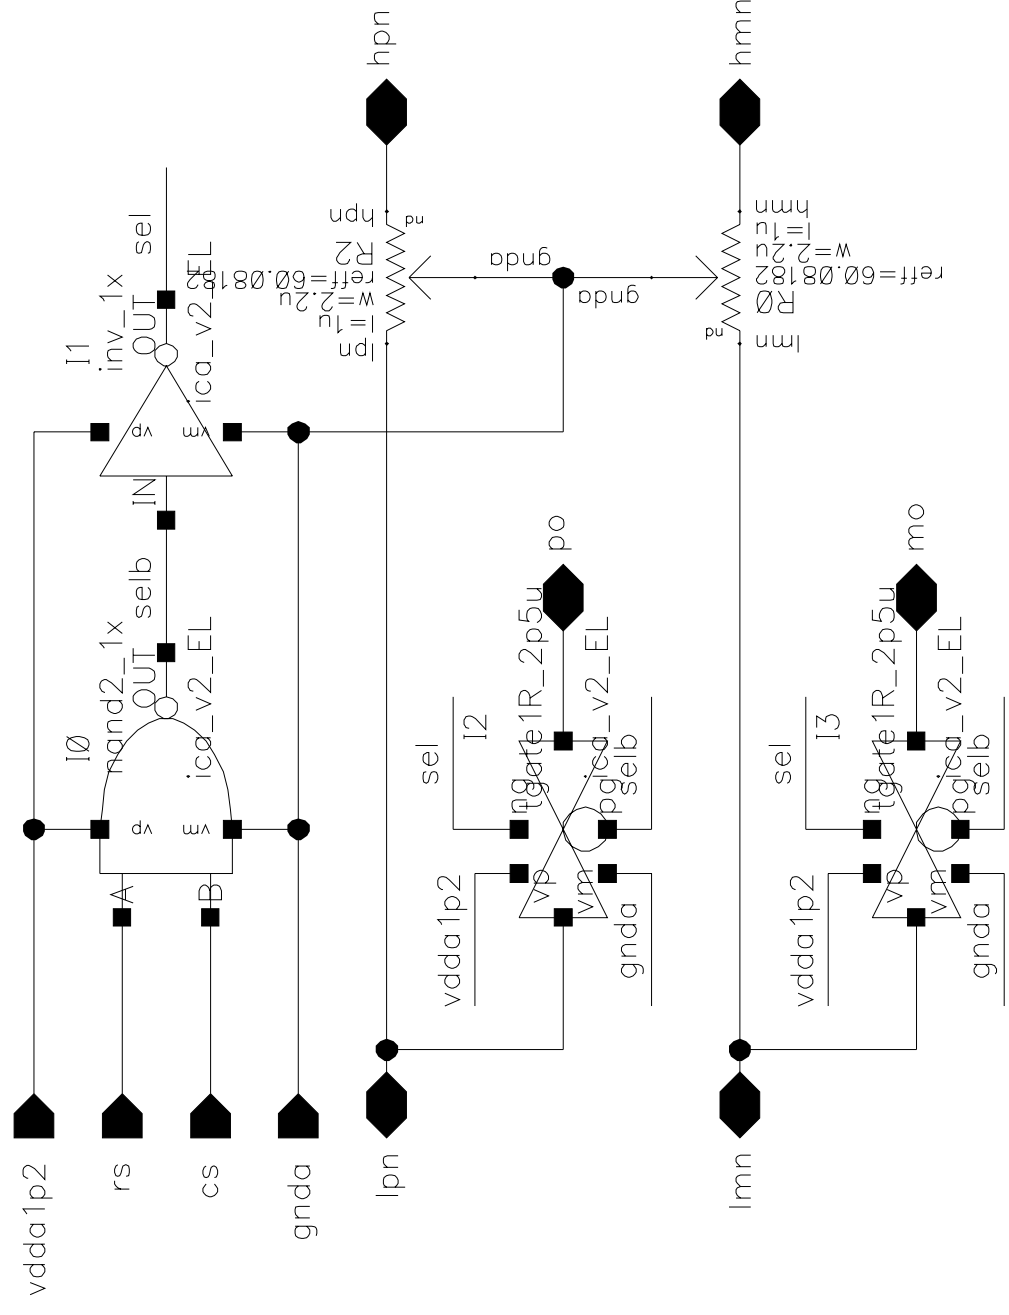 hpn
hmn
sel
hpn
nd
R2
reff=60.08182
w=2.2u
l=1u
lpn
gnda
gnda
hmn
l=1u
w=2.2u
reff=60.08182
R0
nd
lmn
I1
inv_1x
OUT
ica_v2_EL
vp
vm
IN
selb
I0
nand2_1x
OUT
ica_v2_EL
vp
vm
A
B
po
mo
sel
I2
tgate1R_2p5u
ica_v2_EL
selb
ng
pg
vp
vm
vdda1p2
gnda
sel
I3
tgate1R_2p5u
ica_v2_EL
selb
ng
pg
vp
vm
vdda1p2
gnda
vdda1p2
rs
cs
gnda
lpn
lmn